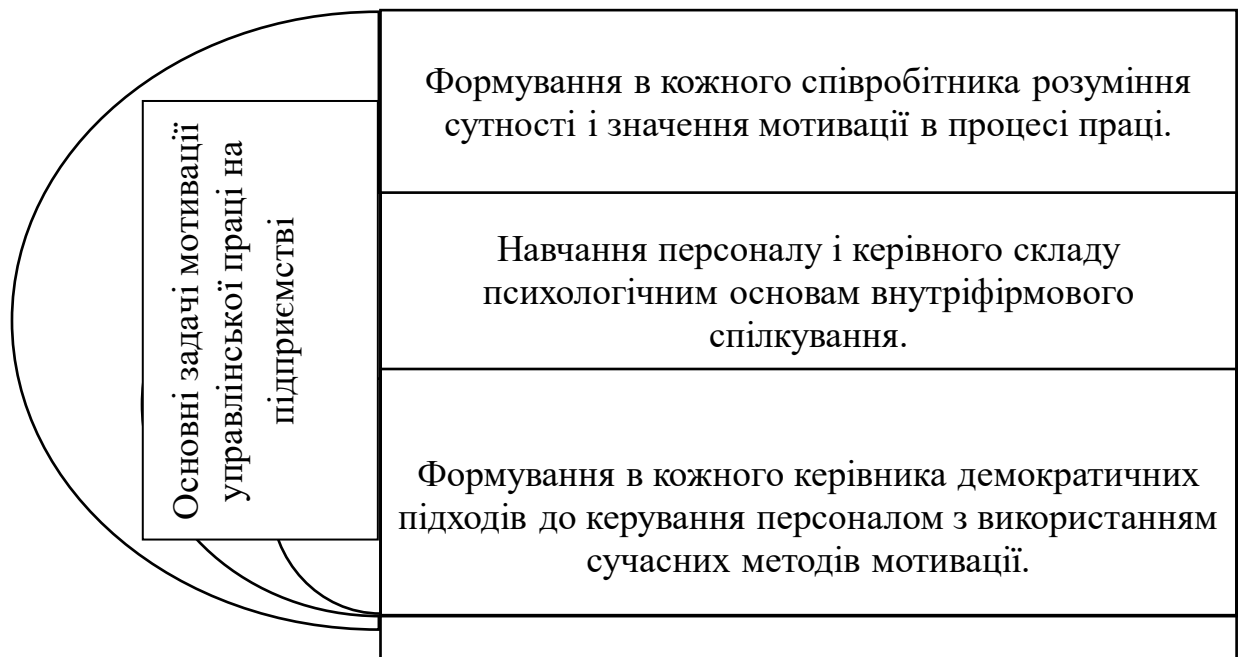 Основні задачі мотивації
управлінської праці на
підприємстві
Формування в кожного співробітника розуміння
сутності і значення мотивації в процесі праці.
Навчання персоналу і керівного складу
психологічним основам внутріфірмового
спілкування.
Формування в кожного керівника демократичних
підходів до керування персоналом з використанням
сучасних методів мотивації.